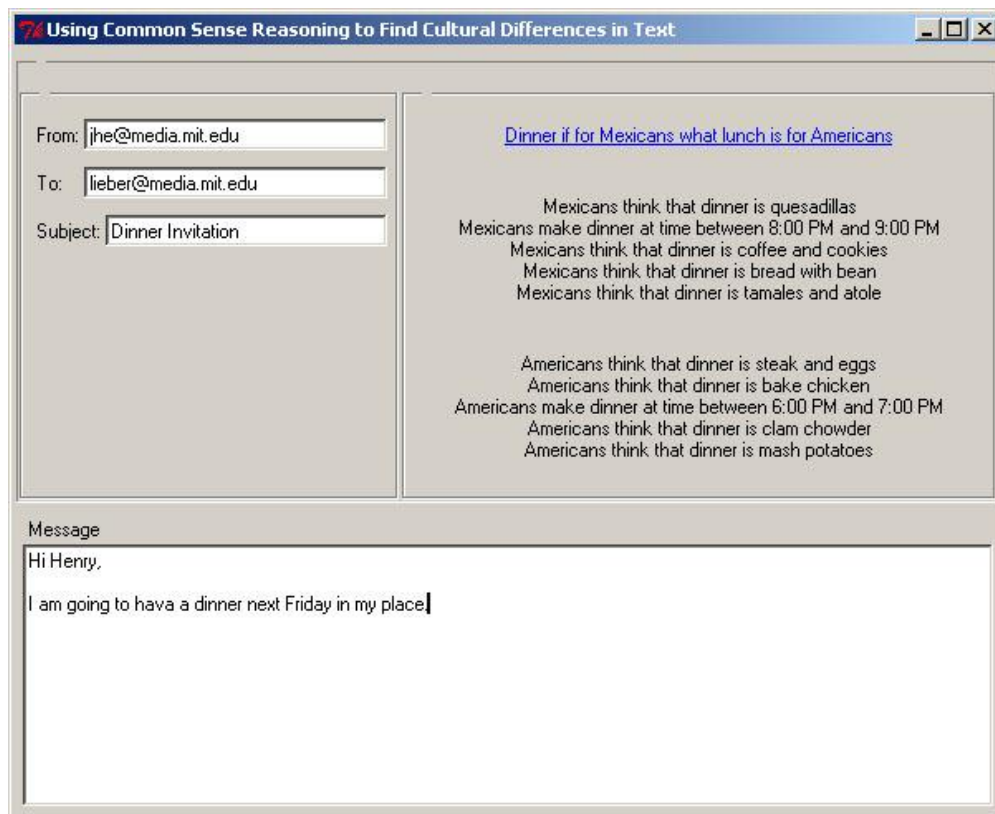 Using Common Sense Reasoning to Find Cultural Differences in Text
From: jhe@media.mit.edu
To: lieber@media.mit.edu
Subject: Dinner Invitation
Dinner if for Mexicans what lunch is for Americans
Mexicans think that dinner is quesadillas
Mexicans make dinner at time between 8:00 PM and 9:00 PM
Mexicans think that dinner is coffee and cookies
Mexicans think that dinner is bread with bean
Mexicans think that dinner is tamales and atole
Americans think that dinner is steak and eggs
Americans think that dinner is bake chicken
Americans make dinner at time between 6:00 PM and 7:00 PM
Americans think that dinner is clam chowder
Americans think that dinner is mash potatoes
Message
Hi Henry,
I am going to hava a dinner next Friday in my place.